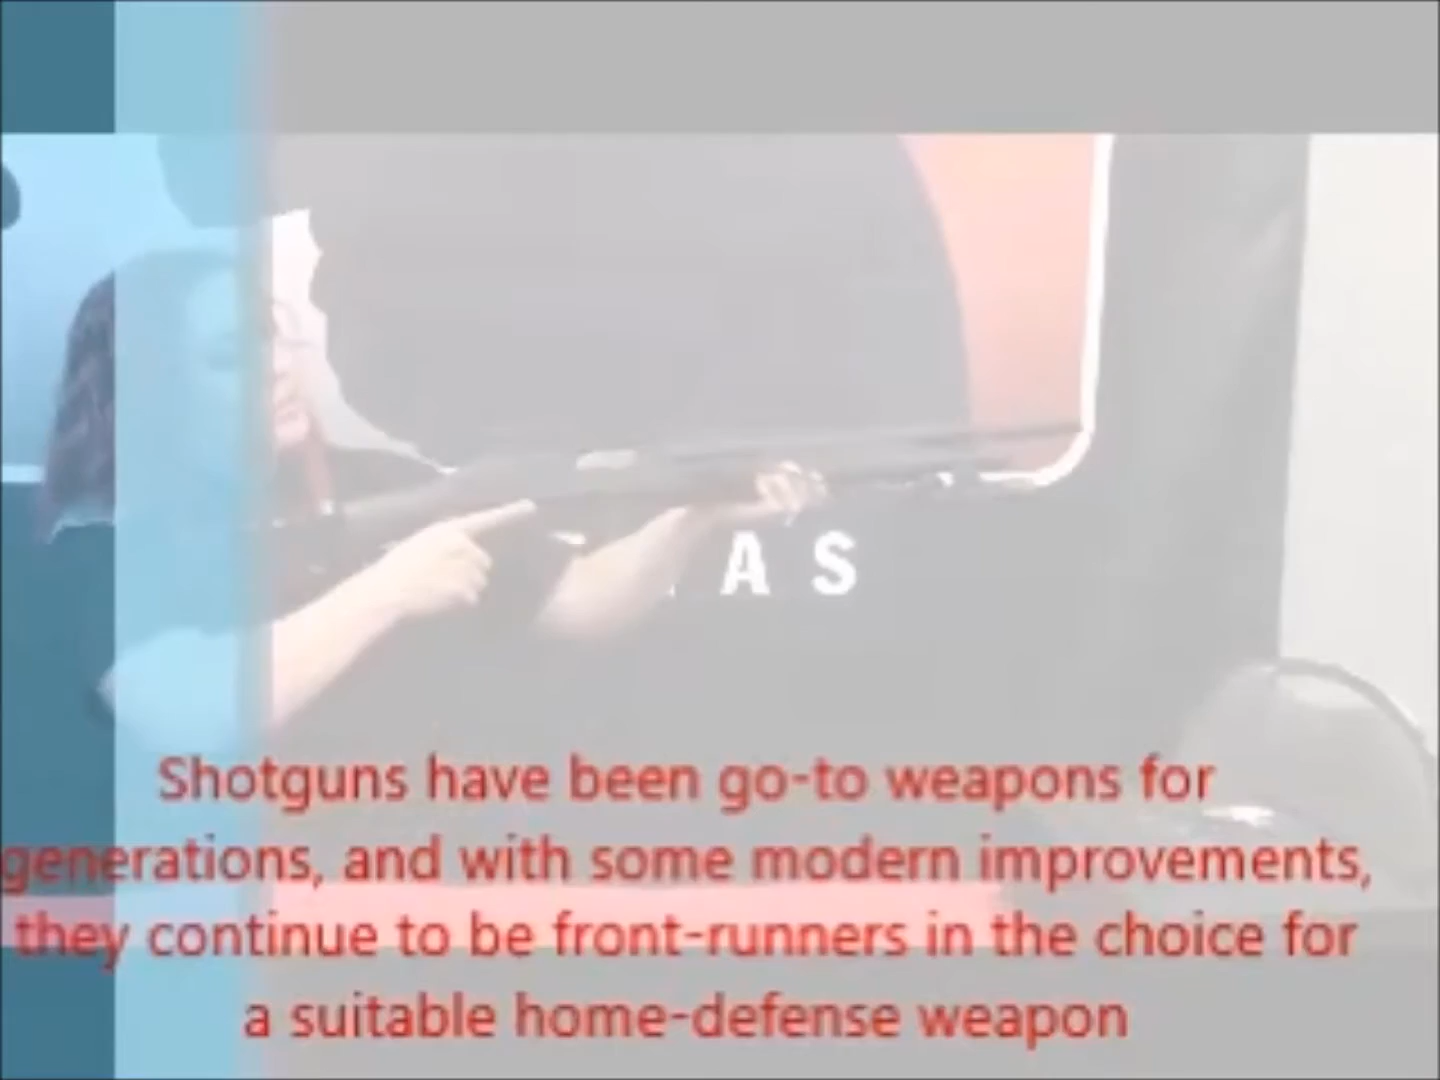 A S
Shotguns have been go-to weapons for
generations, and with some modern improvements,
they continue to be front-runners in the choice for
a suitable home-defense weapon